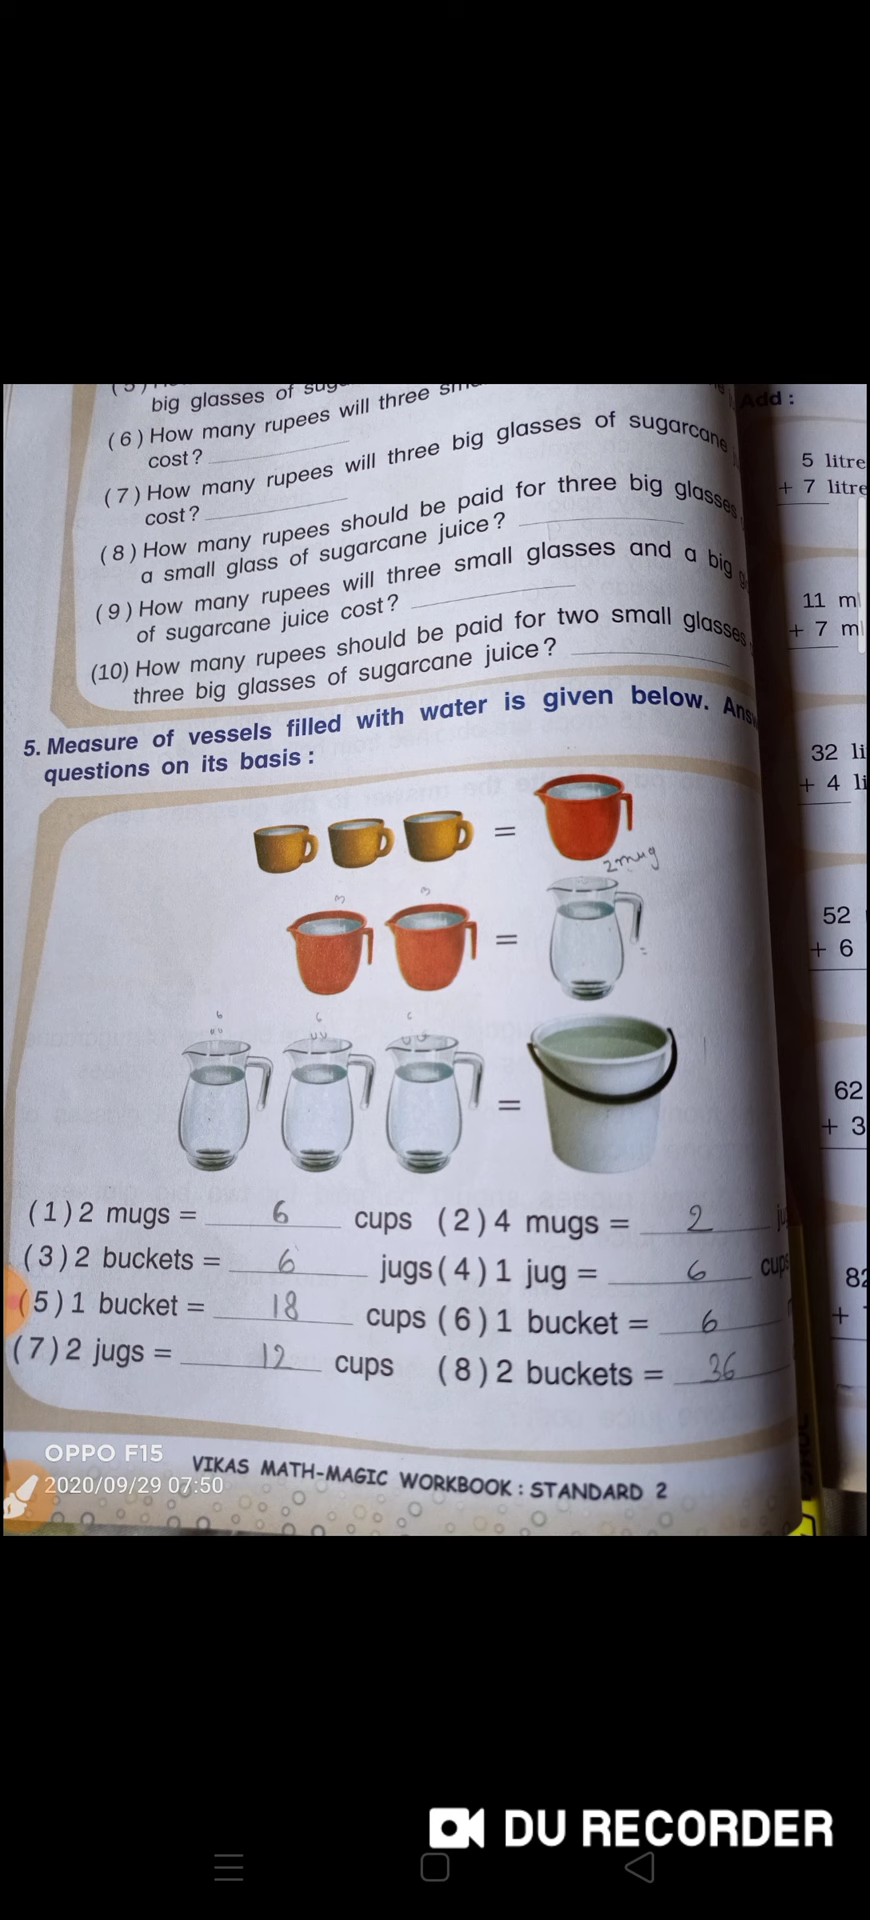 big glasses of
(6) How many rupees will three
cost?
(7) How many rupees will three big glasses of sugarcane
cost?
(8) How many rupees should be paid for three big glasses
a small glass of sugarcane juice?
(9) How many rupees will three small glasses and a big
of sugarcane juice cost?
(10) How many rupees should be paid for two small glasses
three big glasses of sugarcane juice?
5. Measure of vessels filled with water is given below.
questions on its basis :
=
2 mug
3 3
=
6 6
=
(1) 2 mugs = 6 cups (2) 4 mugs = 2
(3) 2 buckets = 6 jugs (4) 1 jug = 6 cups
(5) 1 bucket = 18 cups (6) 1 bucket = 6
(7) 2 jugs = 12 cups (8) 2 buckets = 36
VIKAS MATH-MAGIC WORKBOOK : STANDARD 2
Add :
5 litre
+ 7 litre
11 m
+ 7 m
32 li
+ 4 li
52
+ 6
62
+ 3
82
+
OPPO F15
2020/09/29 07:50
DU RECORDER